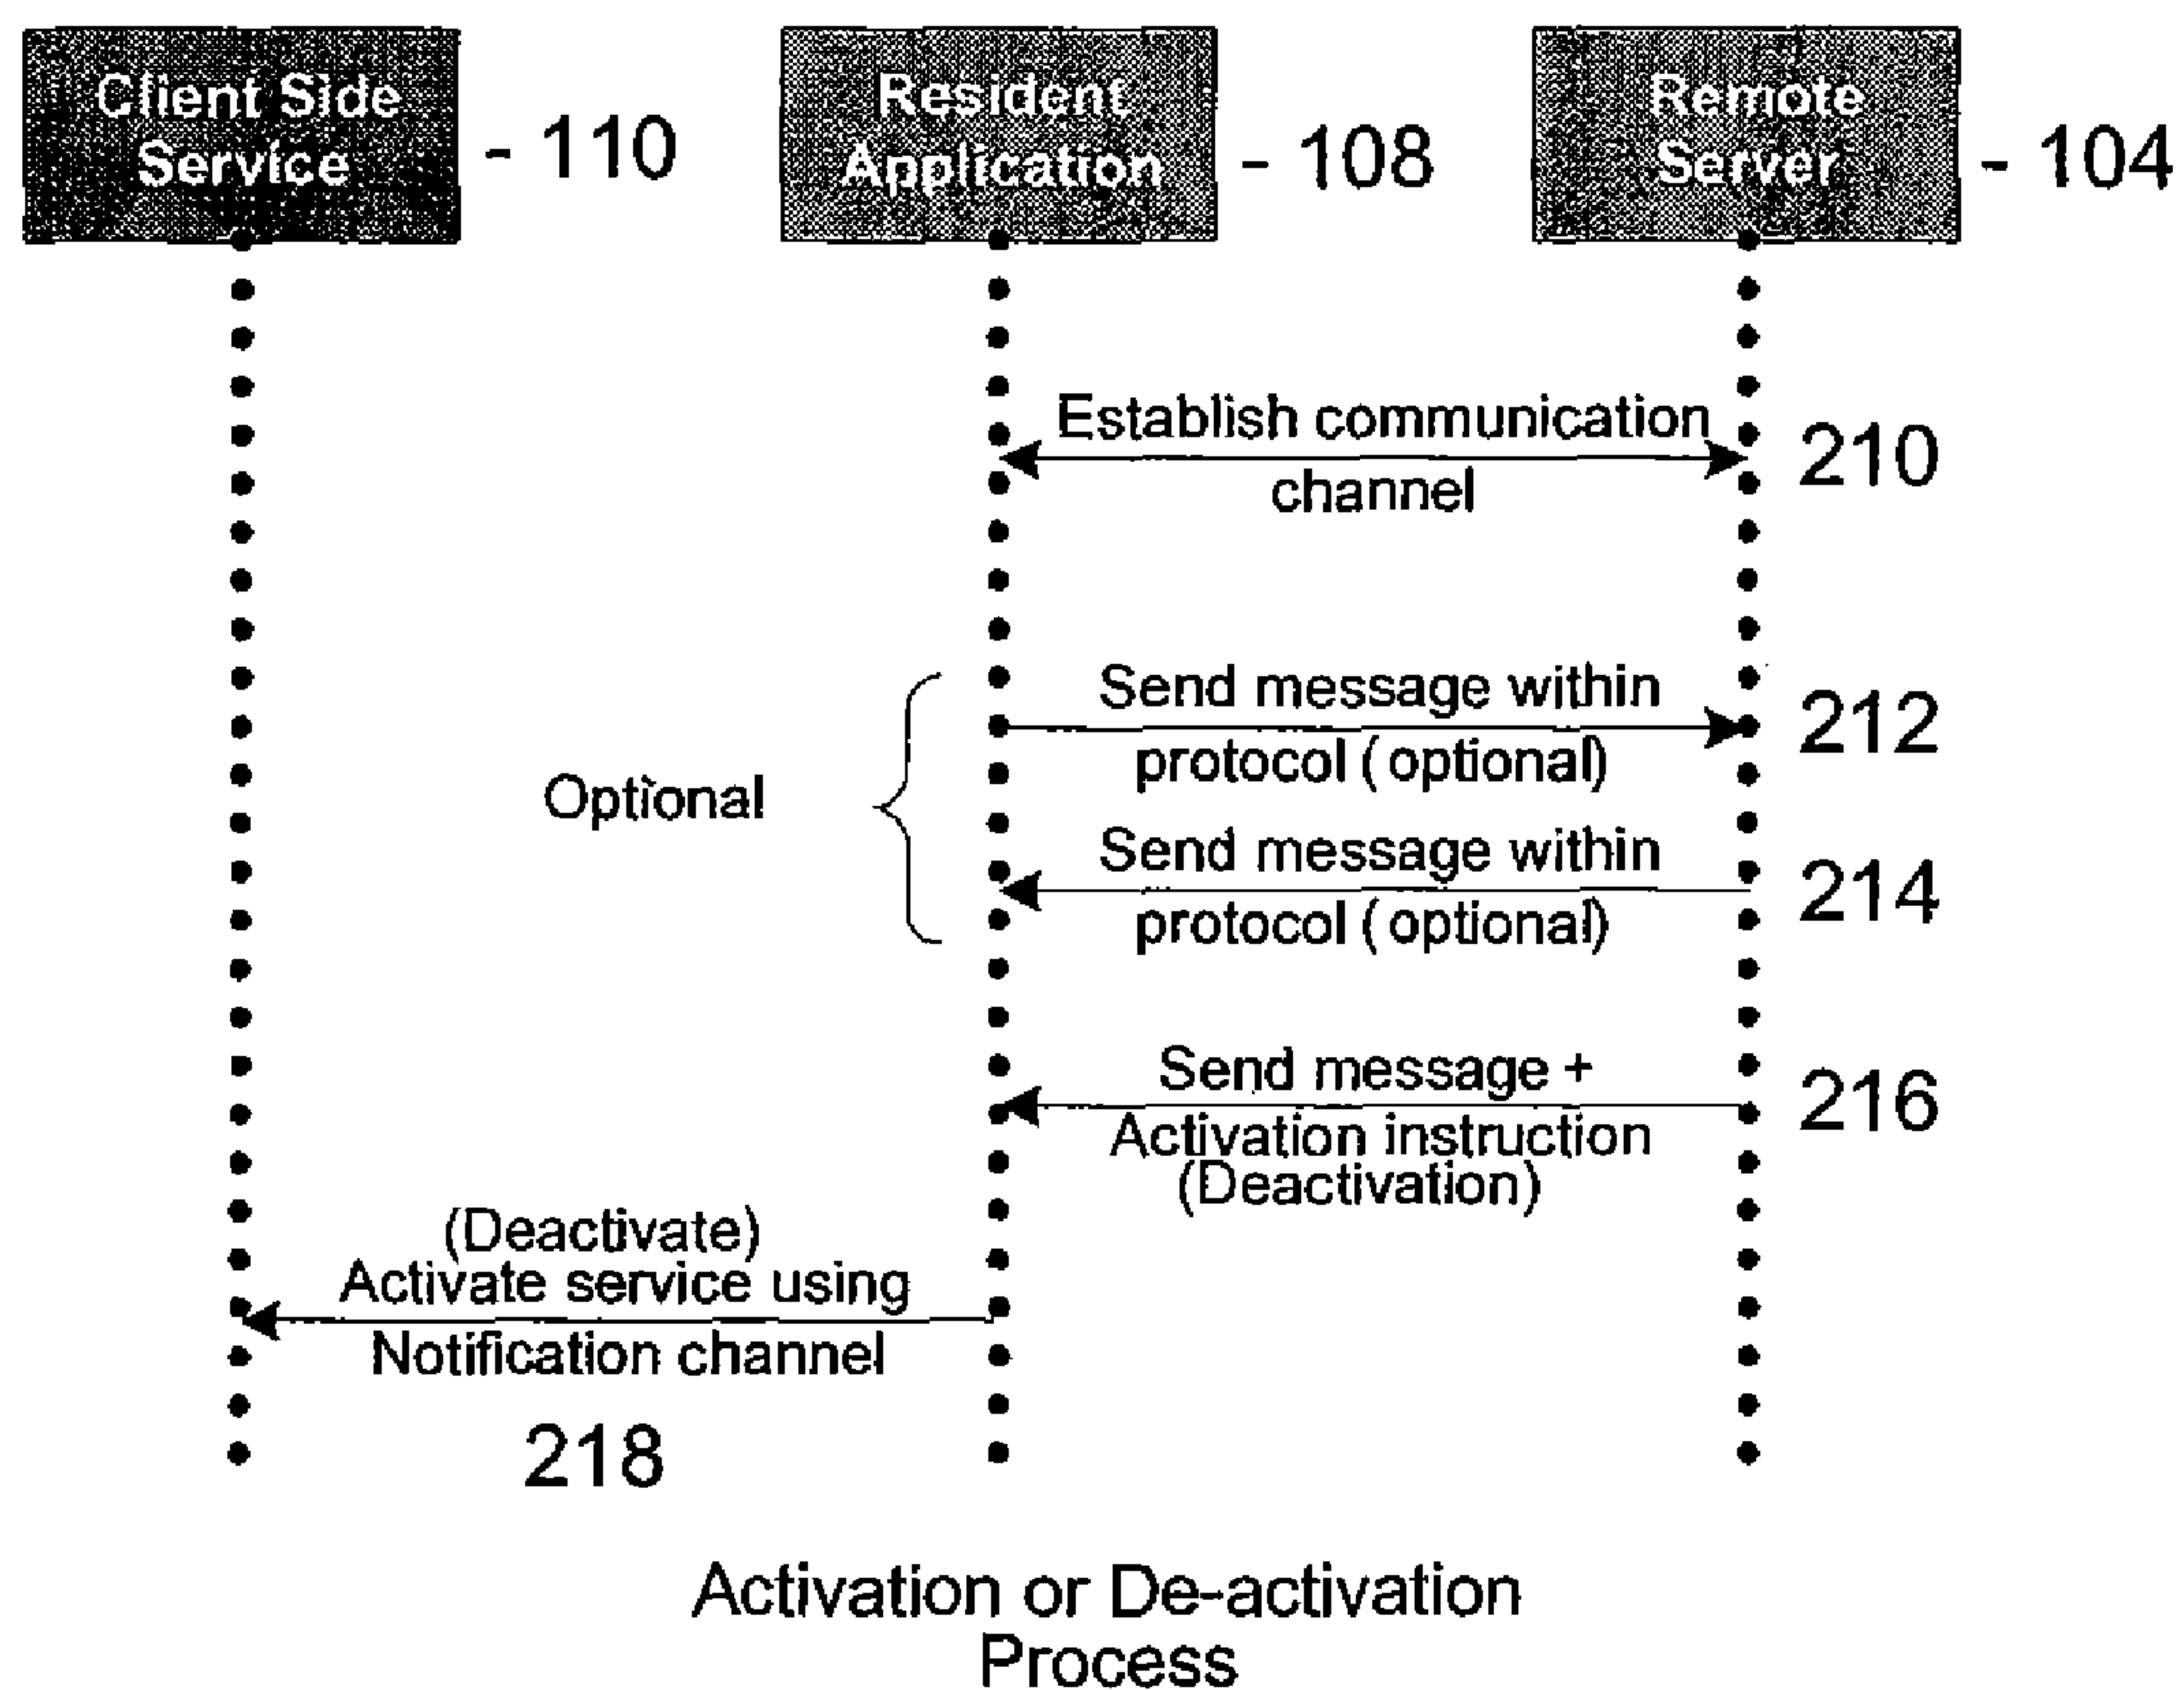 Client Side
Service
- 110
Resident
Application
- 108
Remote
Server
- 104
Establish communication
channel
210
Send message within
protocol (optional)
212
Optional
Send message within
protocol (optional)
214
Send message +
Activation instruction
(Deactivation)
216
(Deactivate)
Activate service using
Notification channel
218
Activation or De-activation
Process